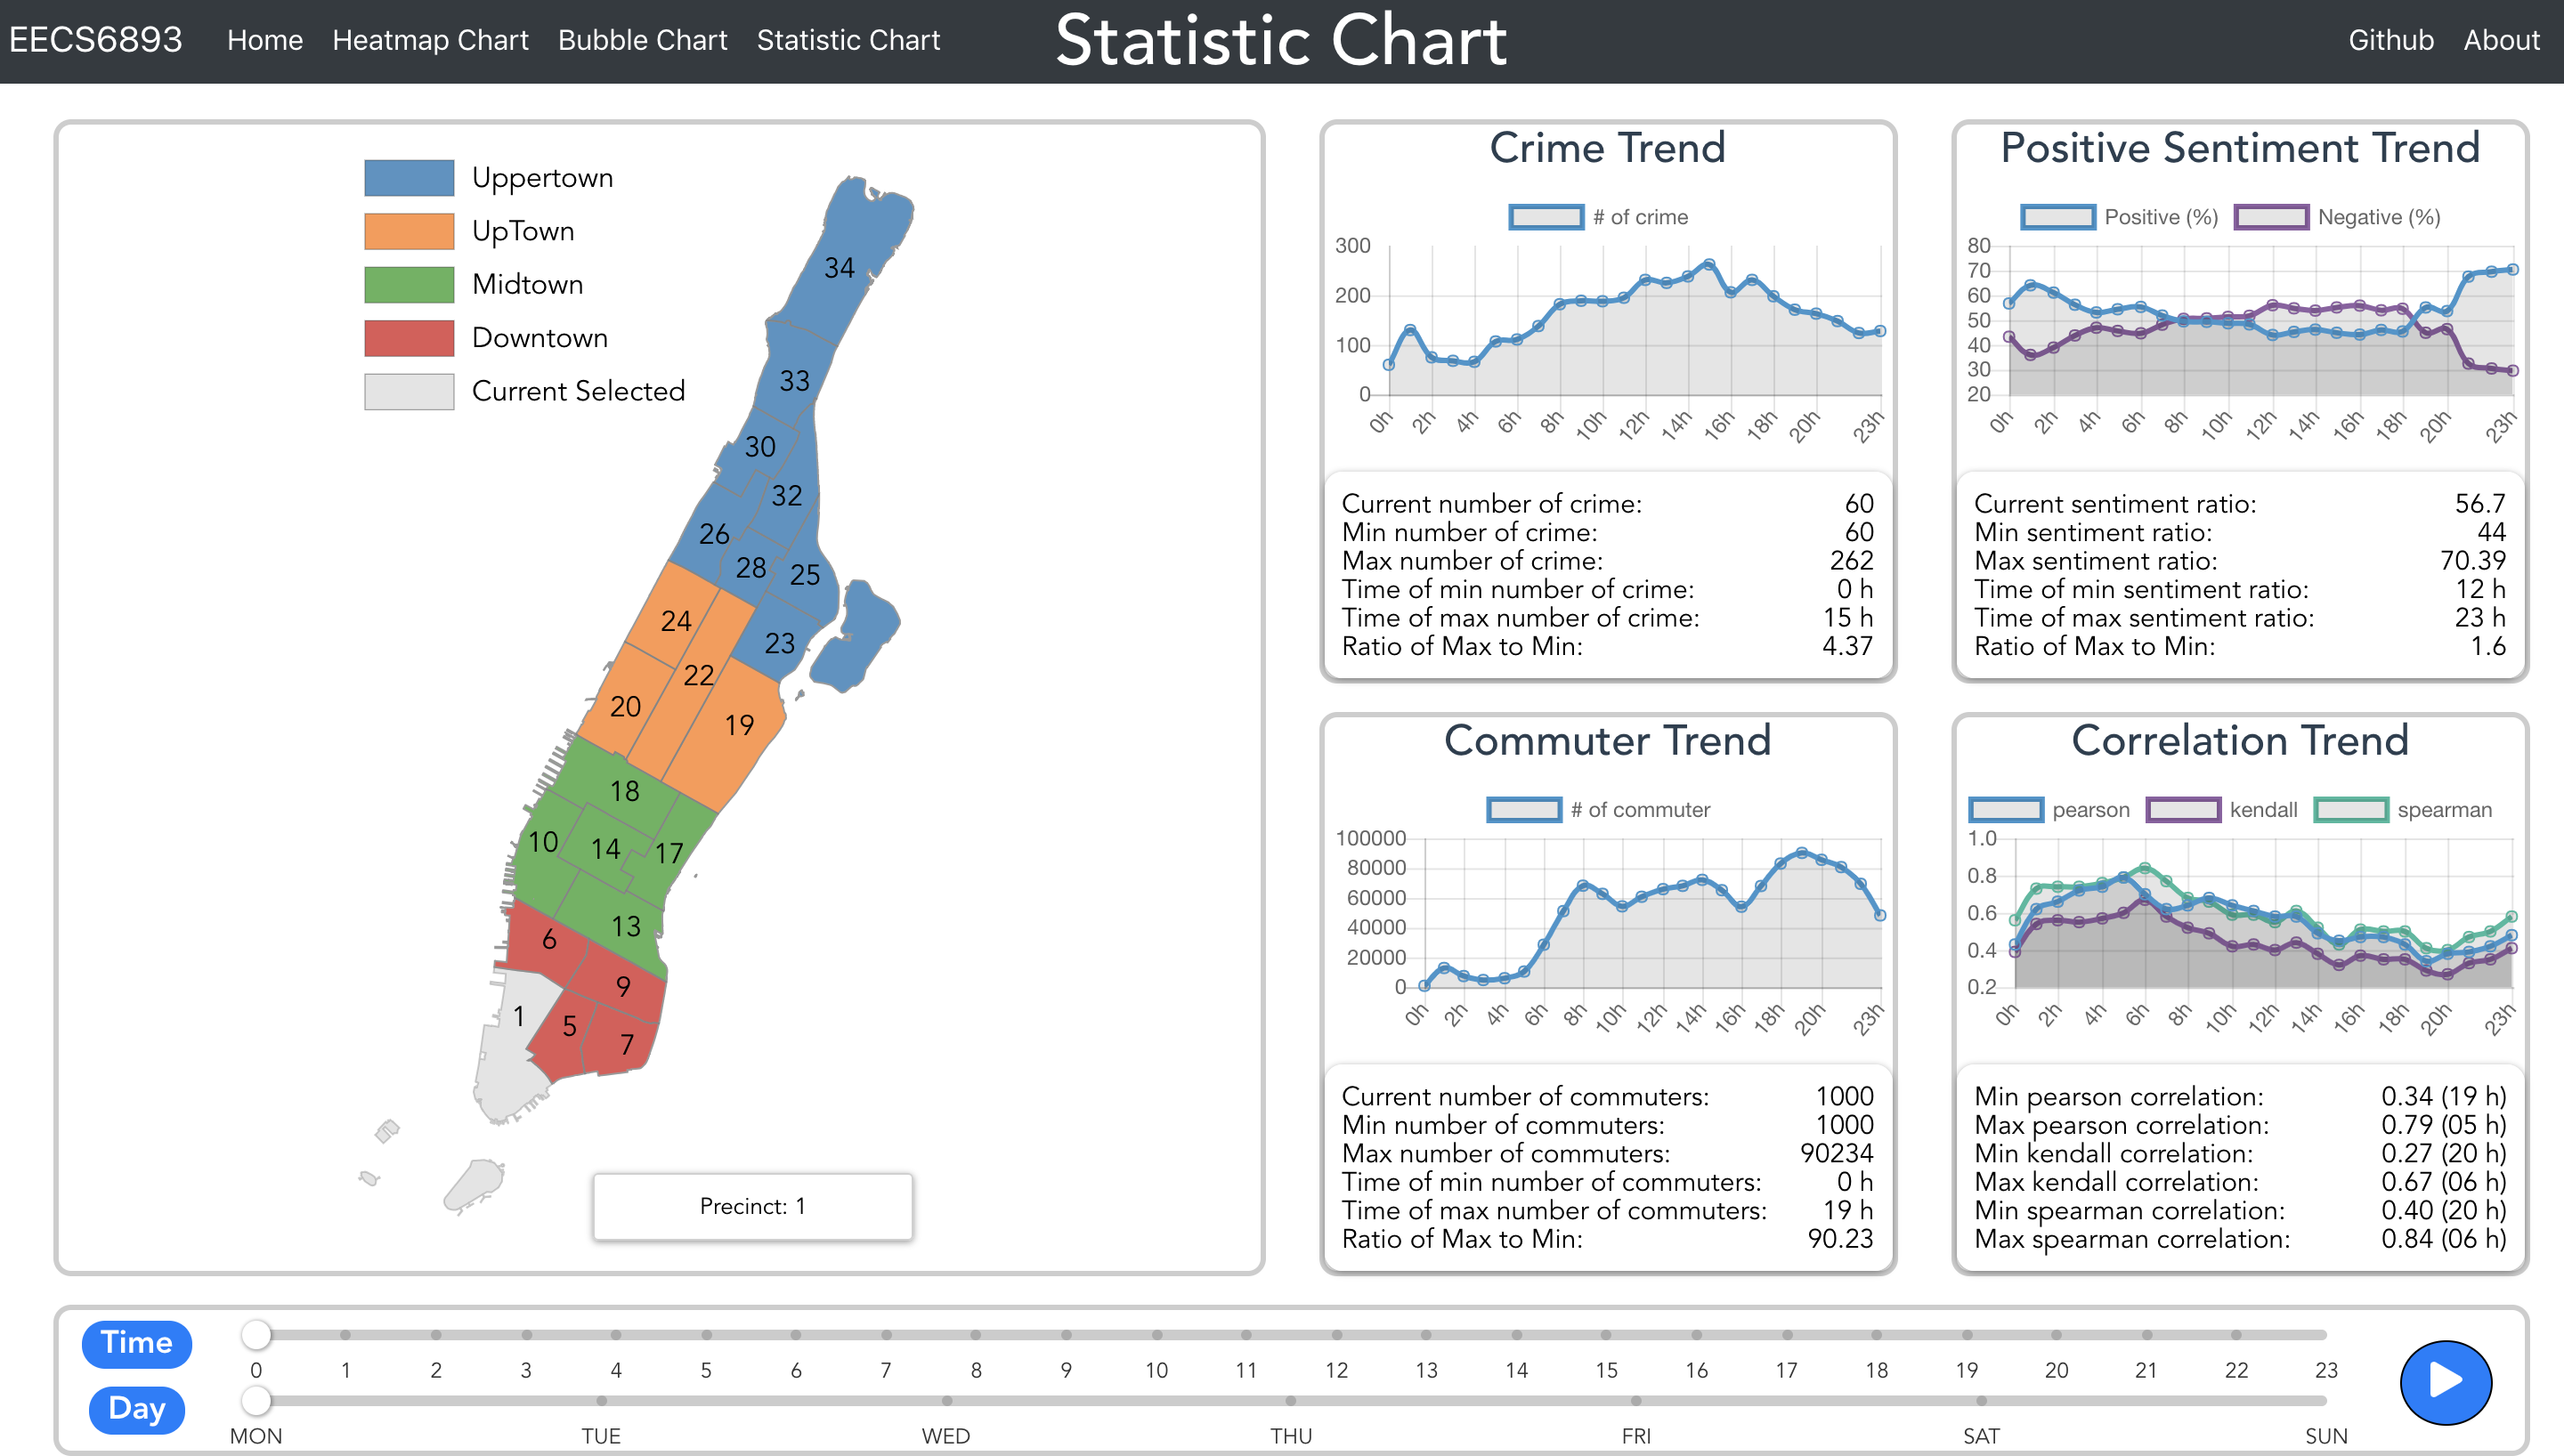 EECS6893 Home Heatmap Chart Bubble Chart Statistic Chart Statistic Chart Github About
Uppertown
UpTown
Midtown
Downtown
Current Selected
34
33
30
32
26
28
25
24
23
22
20
19
18
10
14
17
13
6
9
1
5
7
Precinct: 1
Crime Trend
# of crime
300
200
100
0
0h 2h 4h 6h 8h 10h 12h 14h 16h 18h 20h 23h
Current number of crime: 60
Min number of crime: 60
Max number of crime: 262
Time of min number of crime: 0 h
Time of max number of crime: 15 h
Ratio of Max to Min: 4.37
Positive Sentiment Trend
Positive (%) Negative (%)
80
70
60
50
40
30
20
0h 2h 4h 6h 8h 10h 12h 14h 16h 18h 20h 23h
Current sentiment ratio: 56.7
Min sentiment ratio: 44
Max sentiment ratio: 70.39
Time of min sentiment ratio: 12 h
Time of max sentiment ratio: 23 h
Ratio of Max to Min: 1.6
Commuter Trend
# of commuter
100000
80000
60000
40000
20000
0
0h 2h 4h 6h 8h 10h 12h 14h 16h 18h 20h 23h
Current number of commuters: 1000
Min number of commuters: 1000
Max number of commuters: 90234
Time of min number of commuters: 0 h
Time of max number of commuters: 19 h
Ratio of Max to Min: 90.23
Correlation Trend
pearson kendall spearman
1.0
0.8
0.6
0.4
0.2
0h 2h 4h 6h 8h 10h 12h 14h 16h 18h 20h 23h
Min pearson correlation: 0.34 (19 h)
Max pearson correlation: 0.79 (05 h)
Min kendall correlation: 0.27 (20 h)
Max kendall correlation: 0.67 (06 h)
Min spearman correlation: 0.40 (20 h)
Max spearman correlation: 0.84 (06 h)
Time
0 1 2 3 4 5 6 7 8 9 10 11 12 13 14 15 16 17 18 19 20 21 22 23
Day
MON TUE WED THU FRI SAT SUN